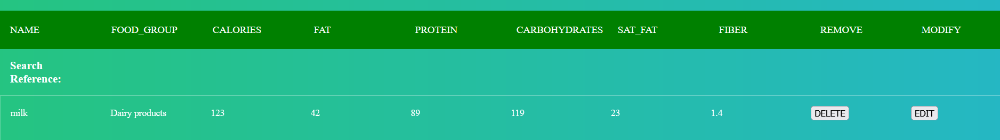 NAME FOOD_GROUP CALORIES FAT PROTEIN CARBOHYDRATES SAT_FAT FIBER REMOVE MODIFY
Search
Reference:
milk Dairy products 123 42 89 119 23 1.4 DELETE EDIT